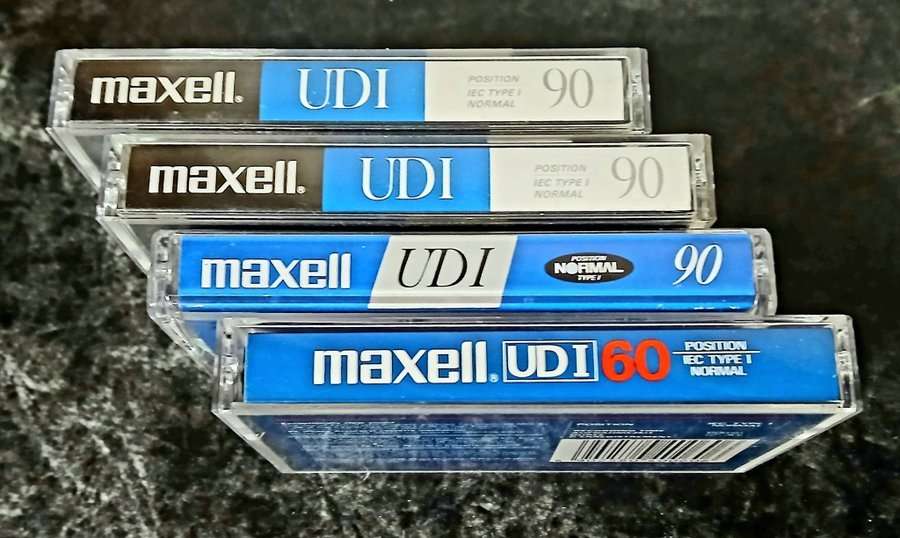 maxell® UDI POSITION IEC TYPE I NORMAL 90
maxell® UDI POSITION IEC TYPE I NORMAL 90
maxell UDI POSITION NORMAL TYPE I 90
maxell® UDI 60 POSITION IEC TYPE I NORMAL
POSITION